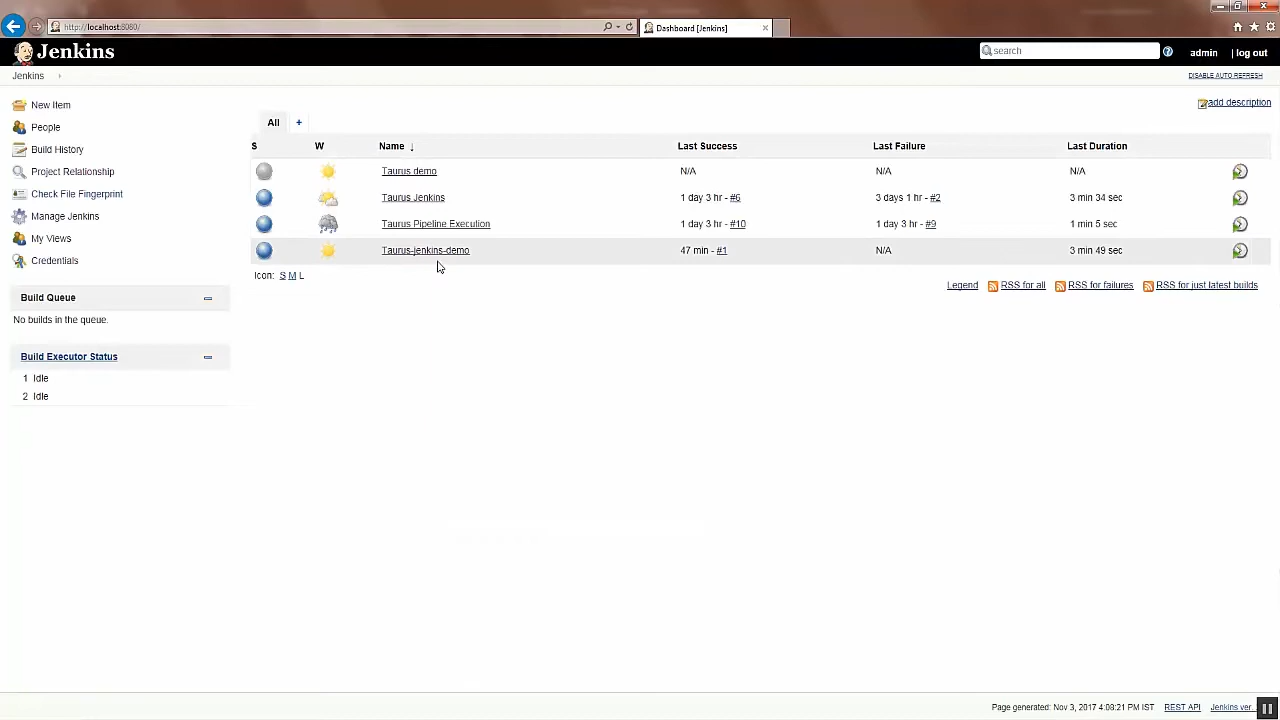 http://localhost:8080/
Dashboard [Jenkins]
Jenkins
search
admin
| log out
Jenkins
DISABLE AUTO REFRESH
New Item
People
Build History
Project Relationship
Check File Fingerprint
Manage Jenkins
My Views
Credentials
Build Queue
No builds in the queue.
Build Executor Status
1 Idle
2 Idle
add description
All +
S W Name ↓ Last Success Last Failure Last Duration
Taurus demo N/A N/A N/A
Taurus Jenkins 1 day 3 hr - #6 3 days 1 hr - #2 3 min 34 sec
Taurus Pipeline Execution 1 day 3 hr - #10 1 day 3 hr - #9 1 min 5 sec
Taurus-jenkins-demo 47 min - #1 N/A 3 min 49 sec
Icon: S M L
Legend RSS for all RSS for failures RSS for just latest builds
Page generated: Nov 3, 2017 4:08:21 PM IST REST API Jenkins ver.